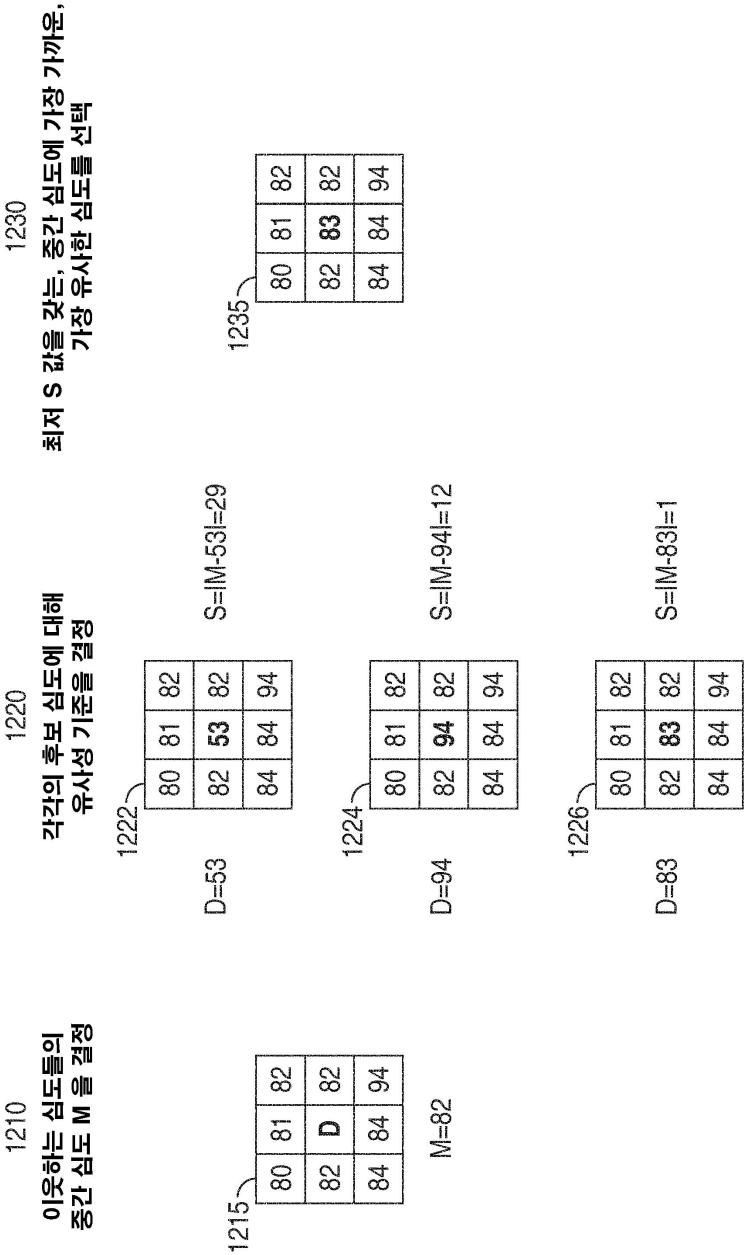 1210
이웃하는 심도들의
중간 심도 M 을 결정
1215
80 81 82
82 D 82
84 84 94
M=82
1220
각각의 후보 심도에 대해
유사성 기준을 결정
1222
D=53
80 81 82
82 53 82
84 84 94
S=|M-53|=29
1224
D=94
80 81 82
82 94 82
84 84 94
S=|M-94|=12
1226
D=83
80 81 82
82 83 82
84 84 94
S=|M-83|=1
1230
최저 S 값을 갖는, 중간 심도에 가장 가까운,
가장 유사한 심도를 선택
1235
80 81 82
82 83 82
84 84 94